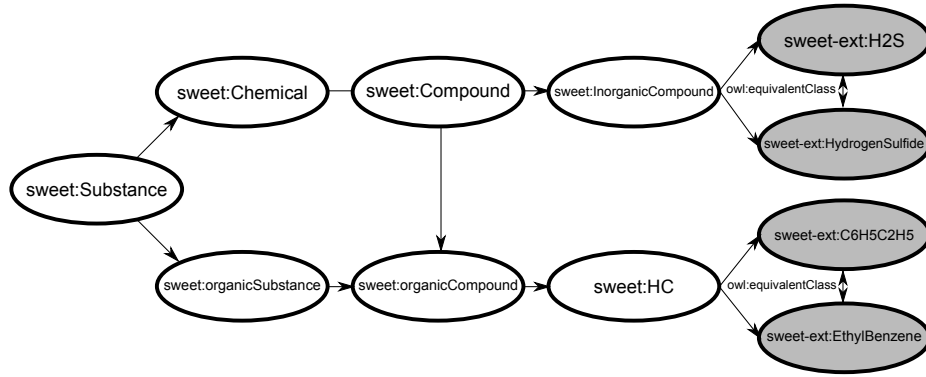 sweet-ext:H2S
sweet:Chemical
sweet:Compound
sweet:InorganicCompound
owl:equivalentClass
sweet-ext:HydrogenSulfide
sweet:Substance
sweet-ext:C6H5C2H5
sweet:organicSubstance
sweet:organicCompound
sweet:HC
owl:equivalentClass
sweet-ext:EthylBenzene